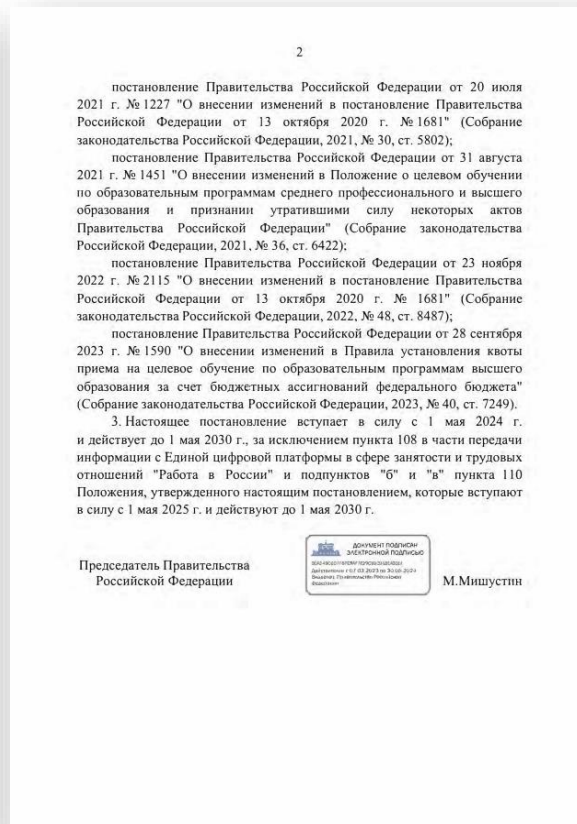 2
постановление Правительства Российской Федерации от 20 июля
2021 г. № 1227 "О внесении изменений в постановление Правительства
Российской Федерации от 13 октября 2020 г. № 1681" (Собрание
законодательства Российской Федерации, 2021, № 30, ст. 5802);
постановление Правительства Российской Федерации от 31 августа
2021 г. № 1451 "О внесении изменений в Положение о целевом обучении
по образовательным программам среднего профессионального и высшего
образования и признании утратившими силу некоторых актов
Правительства Российской Федерации" (Собрание законодательства
Российской Федерации, 2021, № 36, ст. 6422);
постановление Правительства Российской Федерации от 23 ноября
2022 г. № 2115 "О внесении изменений в постановление Правительства
Российской Федерации от 13 октября 2020 г. № 1681" (Собрание
законодательства Российской Федерации, 2022, № 48, ст. 8487);
постановление Правительства Российской Федерации от 28 сентября
2023 г. № 1590 "О внесении изменений в Правила установления квоты
приема на целевое обучение по образовательным программам высшего
образования за счет бюджетных ассигнований федерального бюджета"
(Собрание законодательства Российской Федерации, 2023, № 40, ст. 7249).
3. Настоящее постановление вступает в силу с 1 мая 2024 г.
и действует до 1 мая 2030 г., за исключением пункта 108 в части передачи
информации с Единой цифровой платформы в сфере занятости и трудовых
отношений "Работа в России" и подпунктов "б" и "в" пункта 110
Положения, утвержденного настоящим постановлением, которые вступают
в силу с 1 мая 2025 г. и действуют до 1 мая 2030 г.
Председатель Правительства
Российской Федерации
ДОКУМЕНТ ПОДПИСАН
ЭЛЕКТРОННОЙ ПОДПИСЬЮ
М.Мишустин